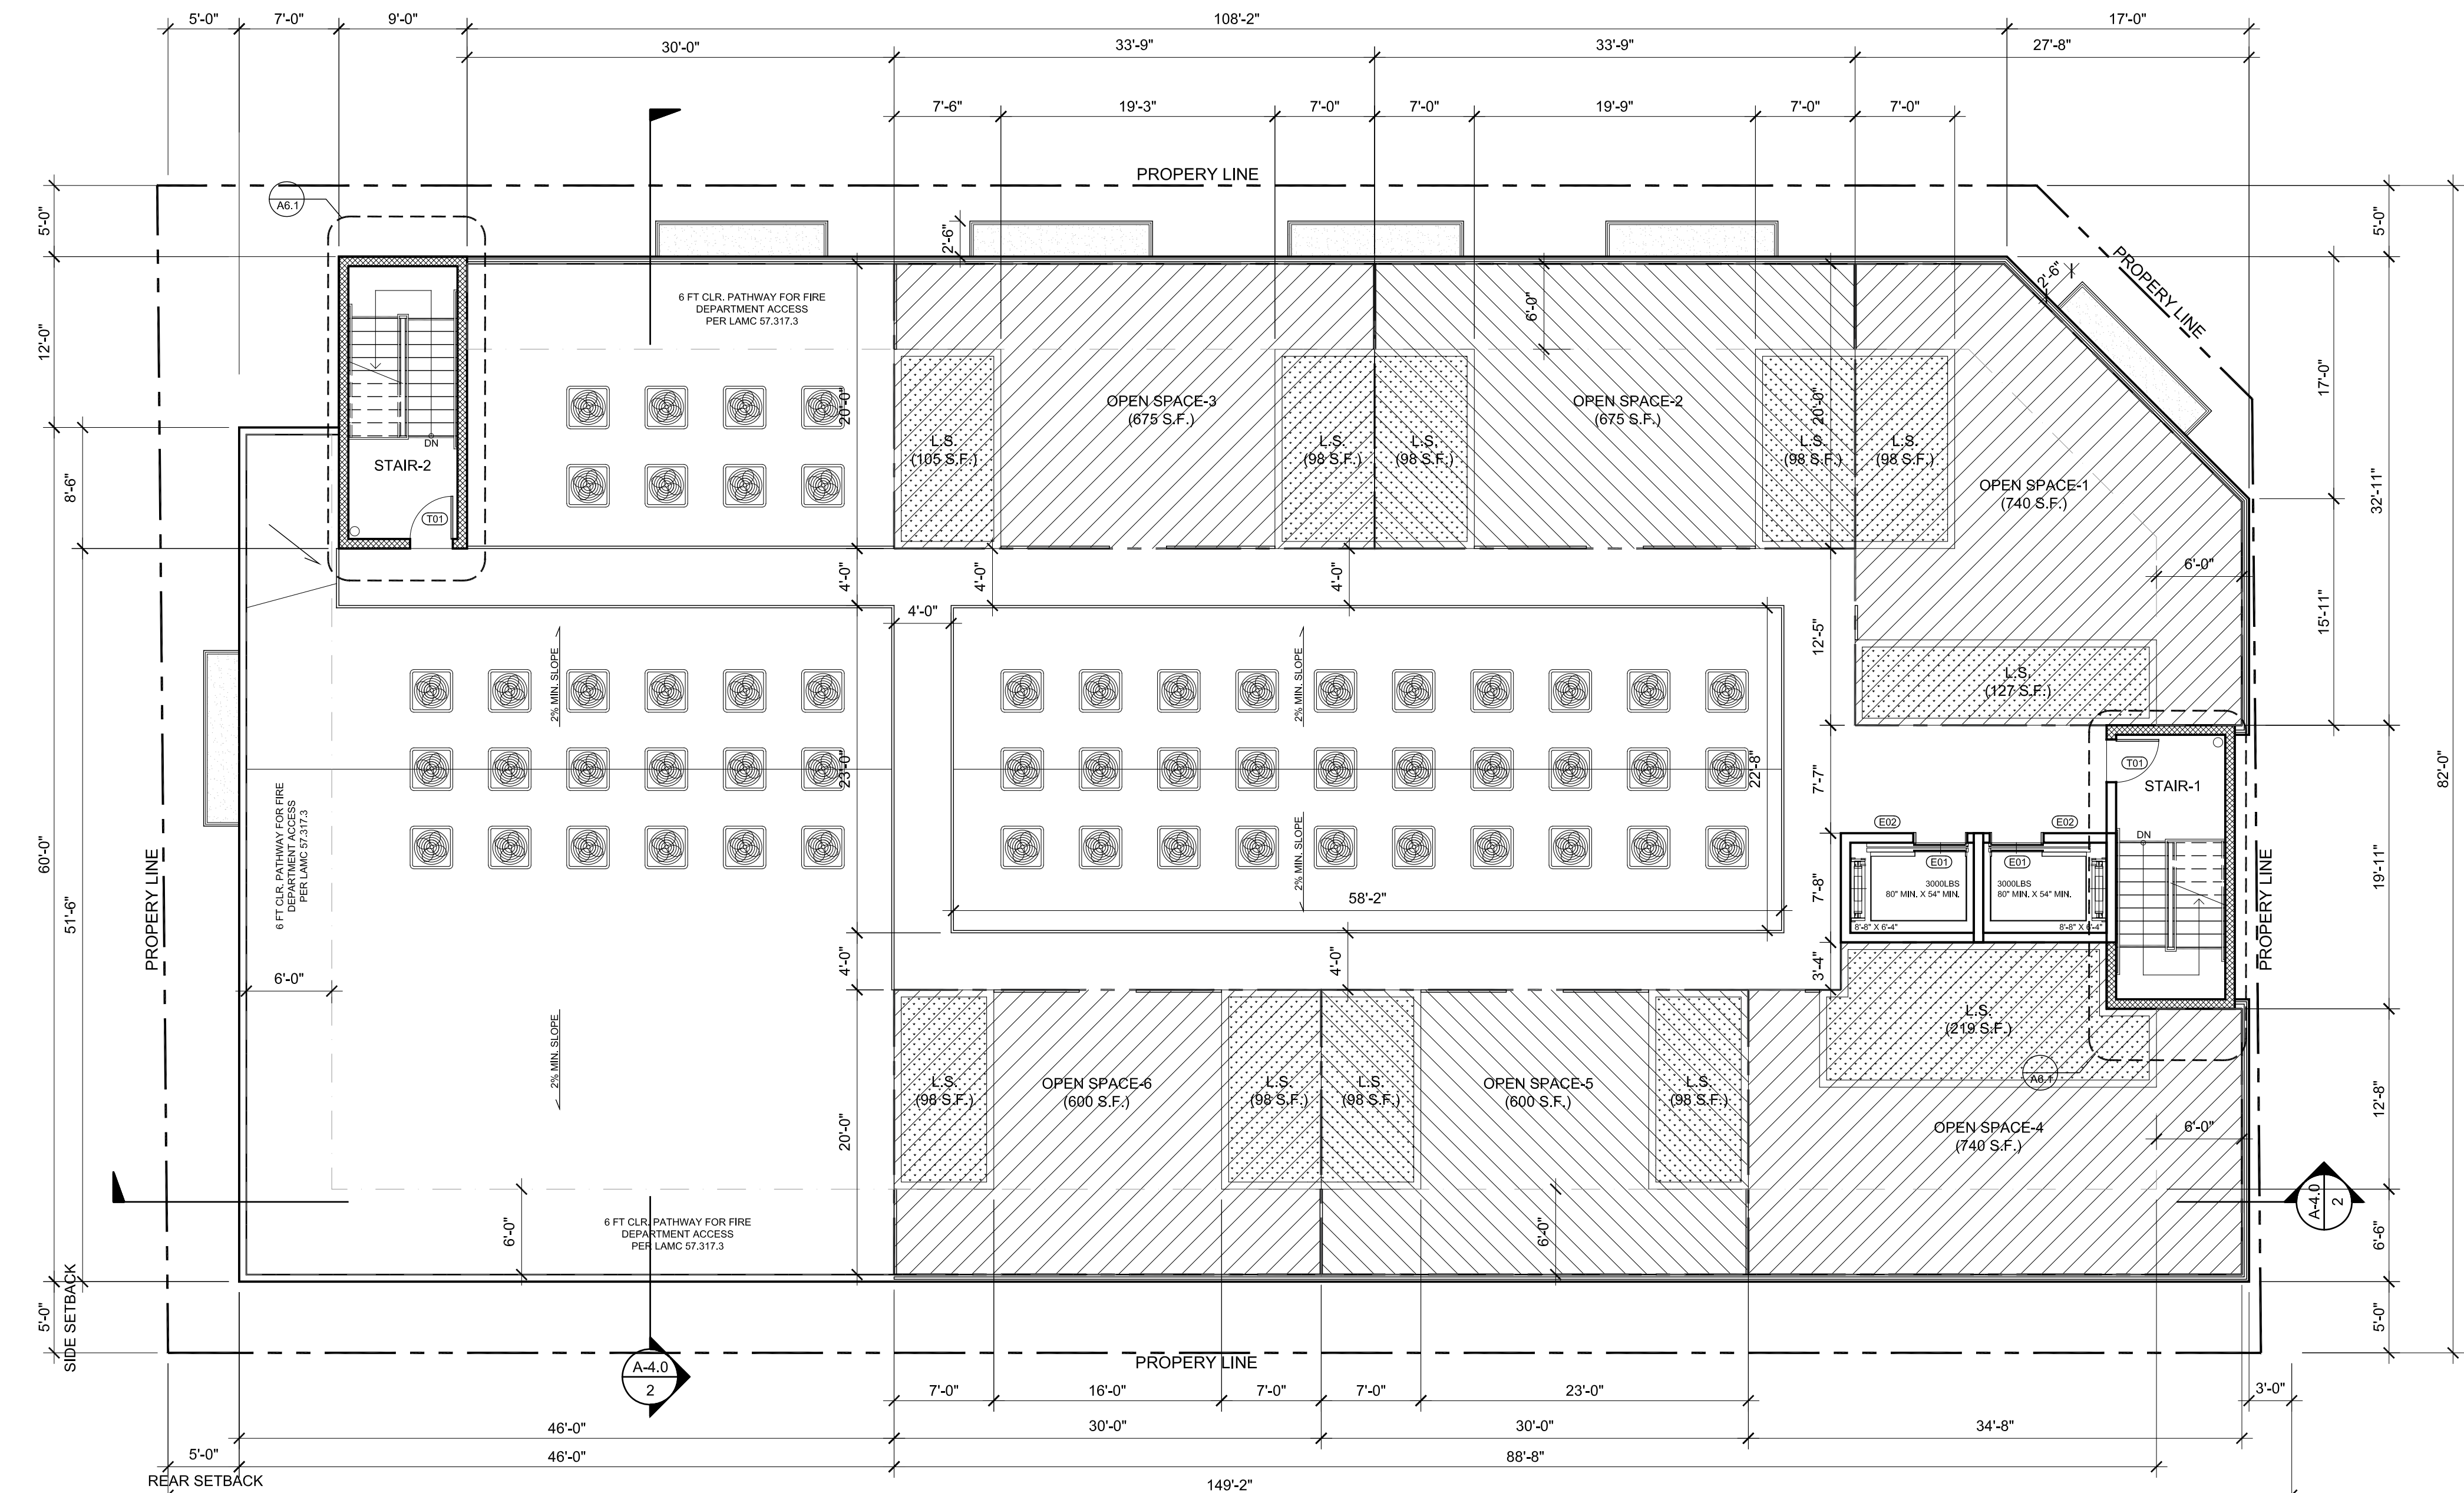 5'-0"
7'-0"
9'-0"
108'-2"
17'-0"
30'-0"
33'-9"
33'-9"
27'-8"
7'-6"
19'-3"
7'-0"
7'-0"
19'-9"
7'-0"
7'-0"
PROPERY LINE
A6.1
5'-0"
2'-6"
5'-0"
PROPERTY LINE
2'-6"
6 FT CLR. PATHWAY FOR FIRE
DEPARTMENT ACCESS
PER LAMC 57.317.3
6'-0"
12'-0"
17'-0"
20'-0"
OPEN SPACE-3
(675 S.F.)
OPEN SPACE-2
(675 S.F.)
20'-0"
L.S.
(105 S.F.)
L.S.
(98 S.F.)
L.S.
(98 S.F.)
L.S.
(98 S.F.)
L.S.
(98 S.F.)
DN
STAIR-2
T01
8'-6"
OPEN SPACE-1
(740 S.F.)
32'-11"
4'-0"
4'-0"
4'-0"
6'-0"
4'-0"
12'-5"
15'-11"
2% MIN. SLOPE
2% MIN. SLOPE
L.S.
(127 S.F.)
23'-0"
22'-8"
7'-7"
T01
STAIR-1
82'-0"
6 FT CLR. PATHWAY FOR FIRE
DEPARTMENT ACCESS
PER LAMC 57.317.3
PROPERY LINE
60'-0"
51'-6"
2% MIN. SLOPE
58'-2"
E02
E02
DN
E01
E01
3000LBS
80" MIN. X 54" MIN.
3000LBS
80" MIN. X 54" MIN.
8'-8" X 6'-4"
8'-8" X 6'-4"
7'-8"
19'-11"
PROPERY LINE
6'-0"
4'-0"
4'-0"
3'-4"
L.S.
(219 S.F.)
A6.1
2% MIN. SLOPE
20'-0"
L.S.
(98 S.F.)
OPEN SPACE-6
(600 S.F.)
L.S.
(98 S.F.)
L.S.
(98 S.F.)
OPEN SPACE-5
(600 S.F.)
L.S.
(98 S.F.)
OPEN SPACE-4
(740 S.F.)
6'-0"
12'-8"
A-4.0
2
6'-0"
6 FT CLR. PATHWAY FOR FIRE
DEPARTMENT ACCESS
PER LAMC 57.317.3
6'-0"
6'-6"
5'-0"
SIDE SETBACK
5'-0"
PROPERY LINE
A-4.0
2
7'-0"
16'-0"
7'-0"
7'-0"
23'-0"
3'-0"
46'-0"
30'-0"
30'-0"
34'-8"
5'-0"
46'-0"
88'-8"
REAR SETBACK
149'-2"